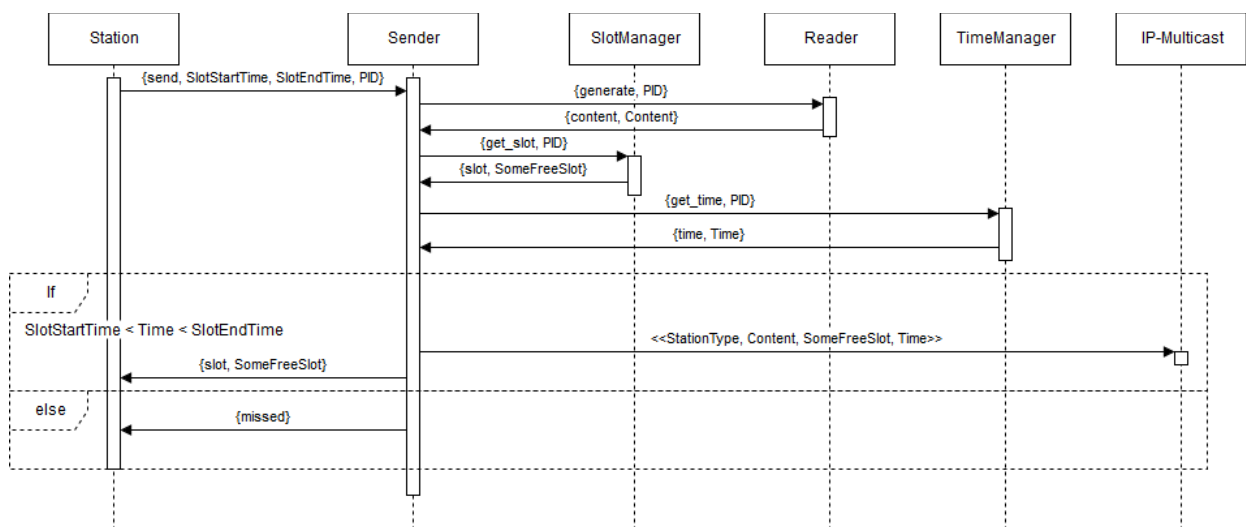 Station
Sender
SlotManager
Reader
TimeManager
IP-Multicast
{send, SlotStartTime, SlotEndTime, PID}
{generate, PID}
{content, Content}
{get_slot, PID}
{slot, SomeFreeSlot}
{get_time, PID}
{time, Time}
If
SlotStartTime < Time < SlotEndTime
<<StationType, Content, SomeFreeSlot, Time>>
{slot, SomeFreeSlot}
else
{missed}